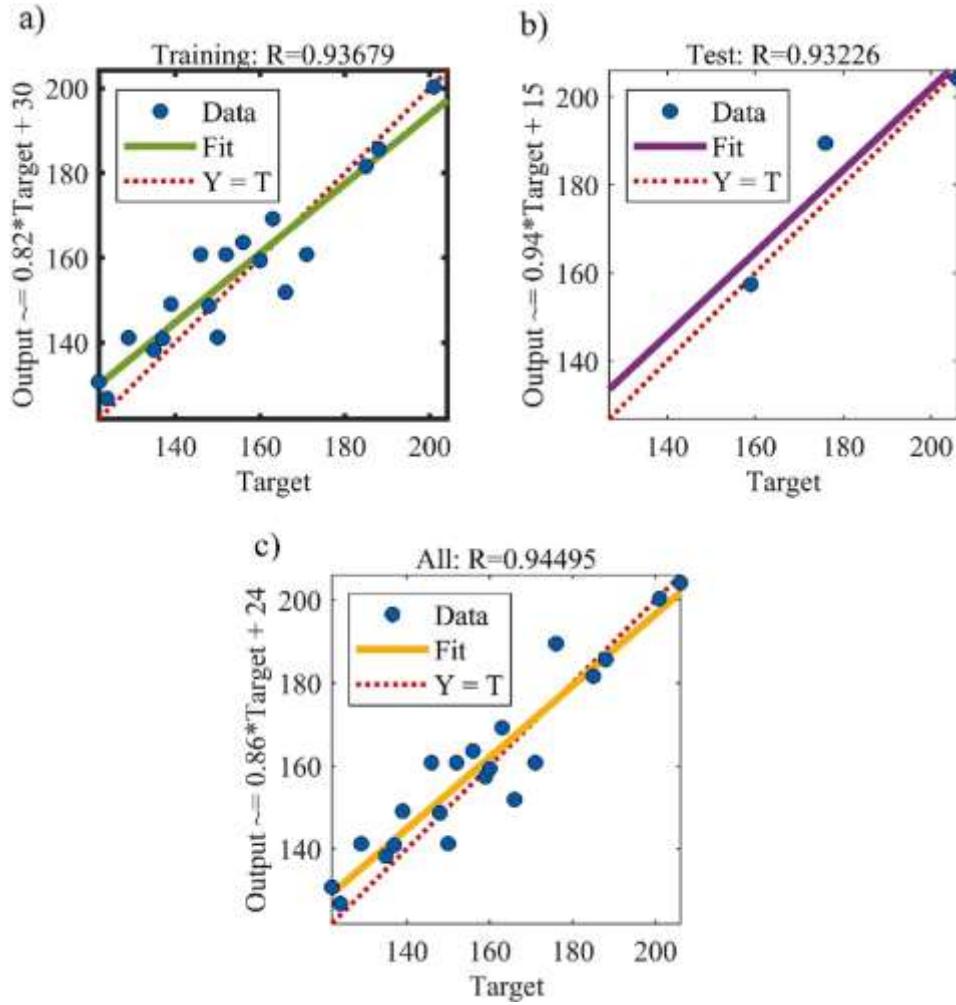 a)
Training: R=0.93679
Output ~= 0.82*Target + 30
200
180
160
140
Data
Fit
Y = T
140 160 180 200
Target
b)
Test: R=0.93226
Output ~= 0.94*Target + 15
200
180
160
140
Data
Fit
Y = T
140 160 180 200
Target
c)
All: R=0.94495
Output ~= 0.86*Target + 24
200
180
160
140
Data
Fit
Y = T
140 160 180 200
Target